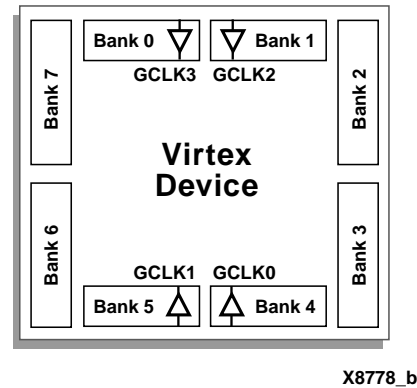 Bank 0
Bank 1
GCLK3
GCLK2
Bank 7
Bank 2
Virtex
Device
Bank 6
Bank 3
GCLK1
GCLK0
Bank 5
Bank 4
X8778_b